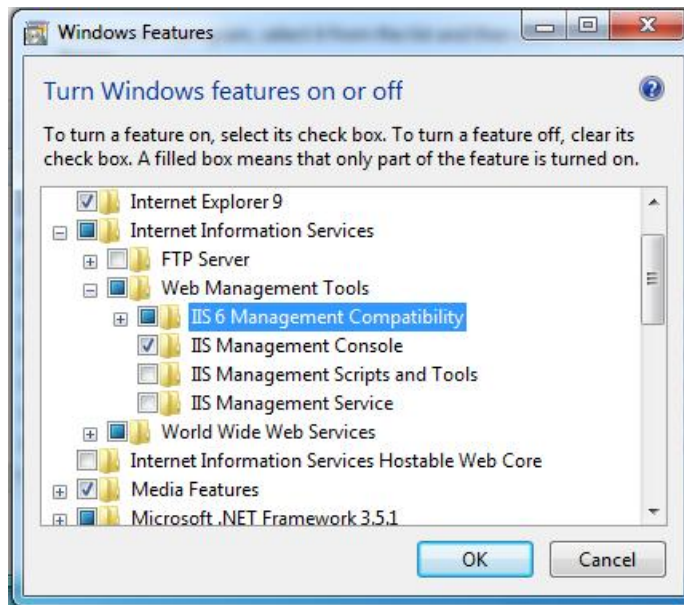 Windows Features
Turn Windows features on or off
To turn a feature on, select its check box. To turn a feature off, clear its
check box. A filled box means that only part of the feature is turned on.
Internet Explorer 9
Internet Information Services
FTP Server
Web Management Tools
IIS 6 Management Compatibility
IIS Management Console
IIS Management Scripts and Tools
IIS Management Service
World Wide Web Services
Internet Information Services Hostable Web Core
Media Features
Microsoft .NET Framework 3.5.1
OK Cancel